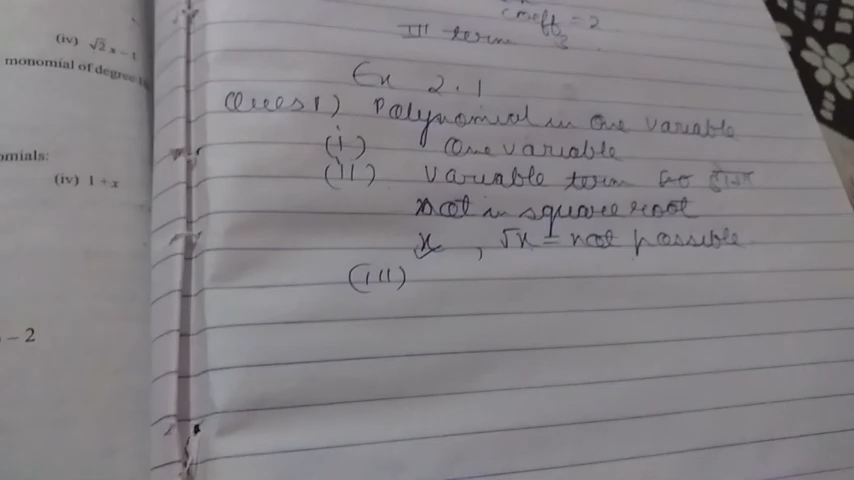 (iv) √2 x − 1
monomial of degree
omials:
(iv) 1 + x
− 2
coeff = 2
III term
Ex 2.1
Ques 1) Polynomial in one variable
(i) One variable
(ii) variable term
not in square root
x , √x = not possible
(iii)